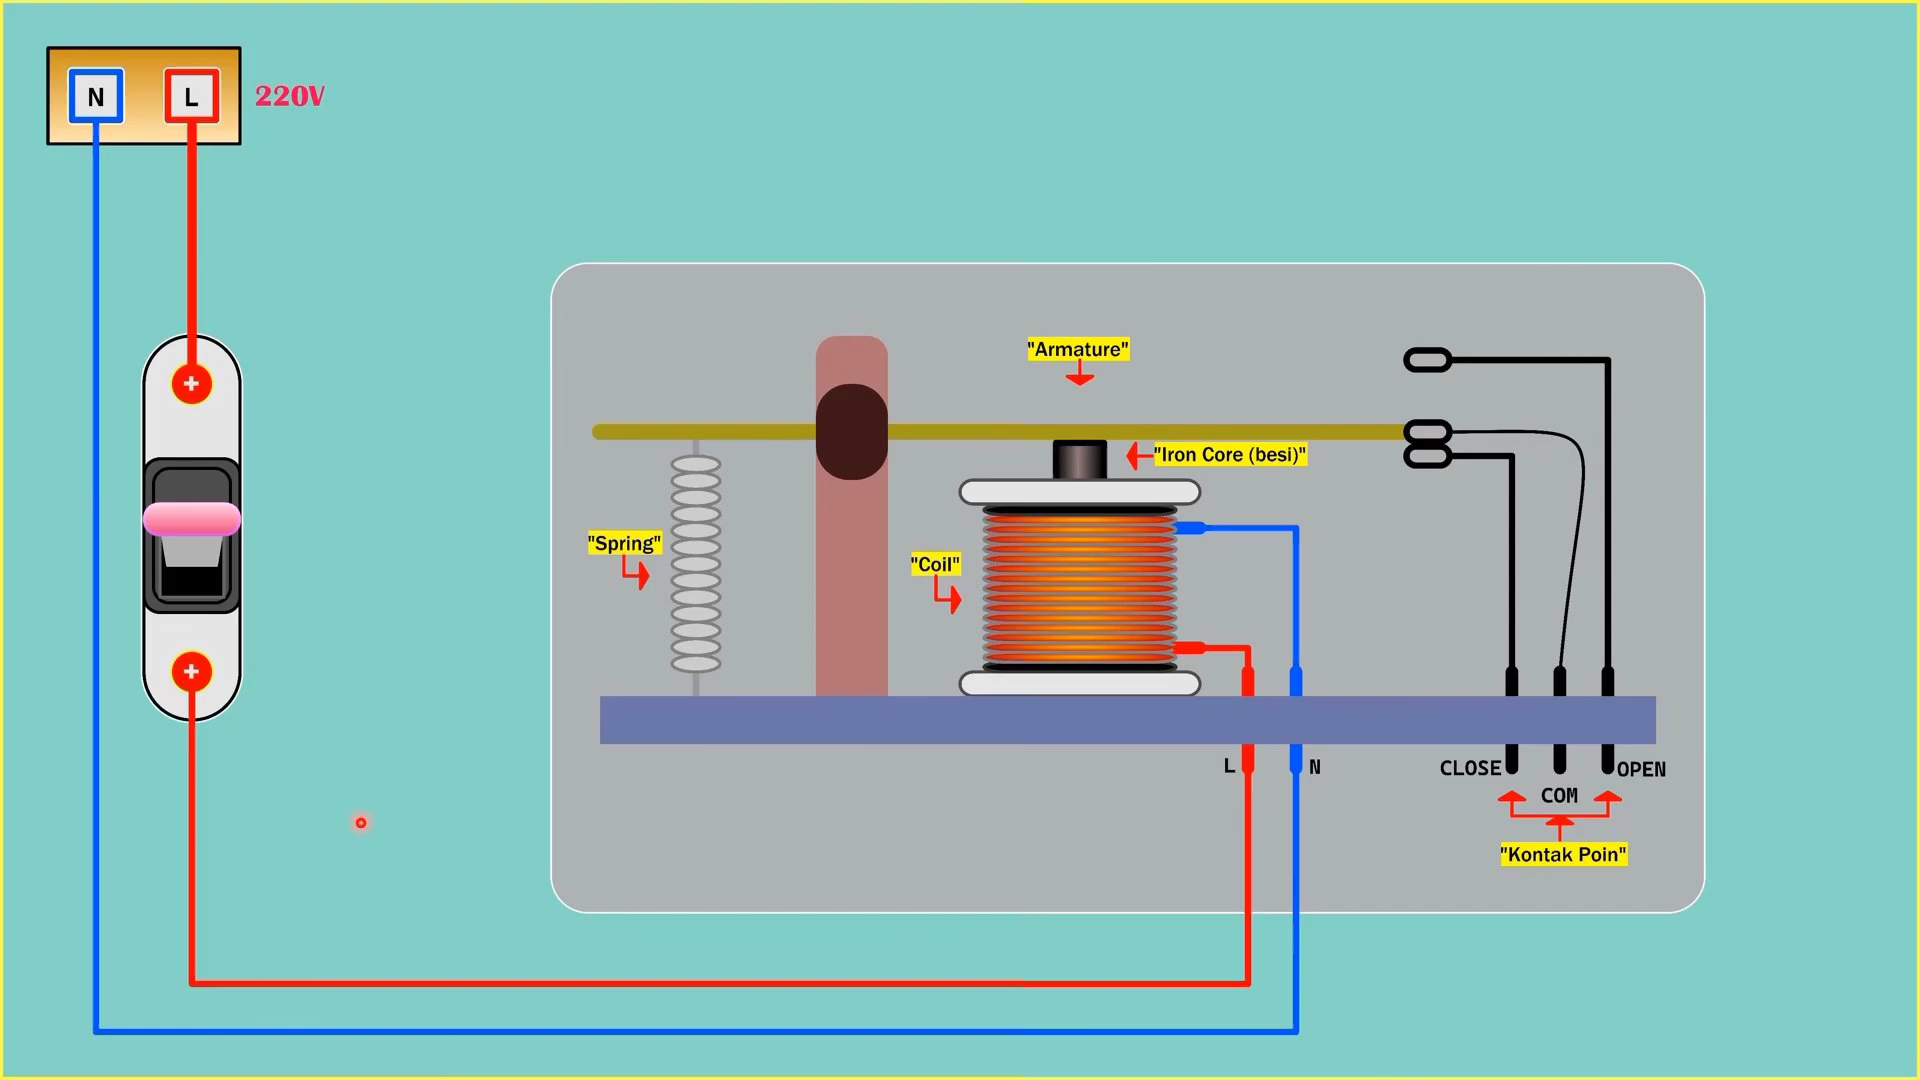 N
L
220V
"Armature"
"Iron Core (besi)"
"Spring"
"Coil"
L
N
CLOSE
OPEN
COM
"Kontak Poin"